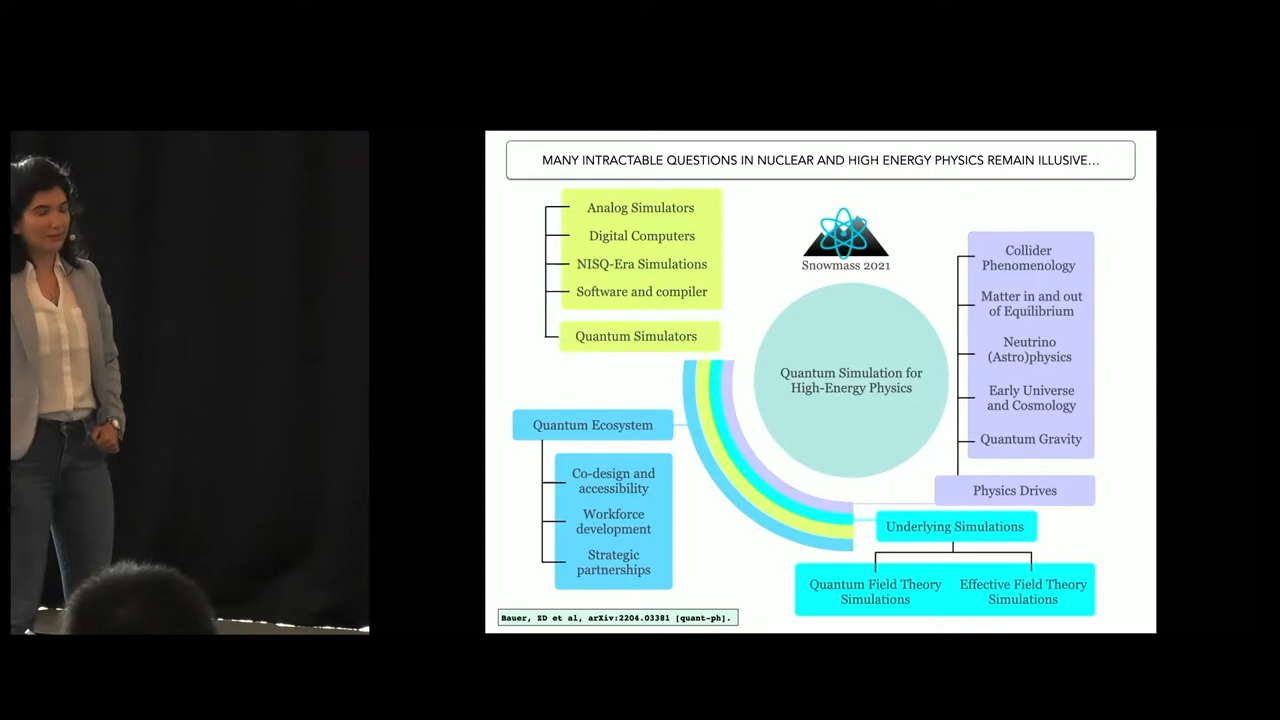 MANY INTRACTABLE QUESTIONS IN NUCLEAR AND HIGH ENERGY PHYSICS REMAIN ILLUSIVE...
Analog Simulators
Digital Computers
NISQ-Era Simulations
Software and compiler
Quantum Simulators
Snowmass 2021
Quantum Simulation for
High-Energy Physics
Collider
Phenomenology
Matter in and out
of Equilibrium
Neutrino
(Astro)physics
Early Universe
and Cosmology
Quantum Gravity
Physics Drives
Quantum Ecosystem
Co-design and
accessibility
Workforce
development
Strategic
partnerships
Underlying Simulations
Quantum Field Theory
Simulations
Effective Field Theory
Simulations
Bauer, ZD et al, arXiv:2204.03381 [quant-ph].